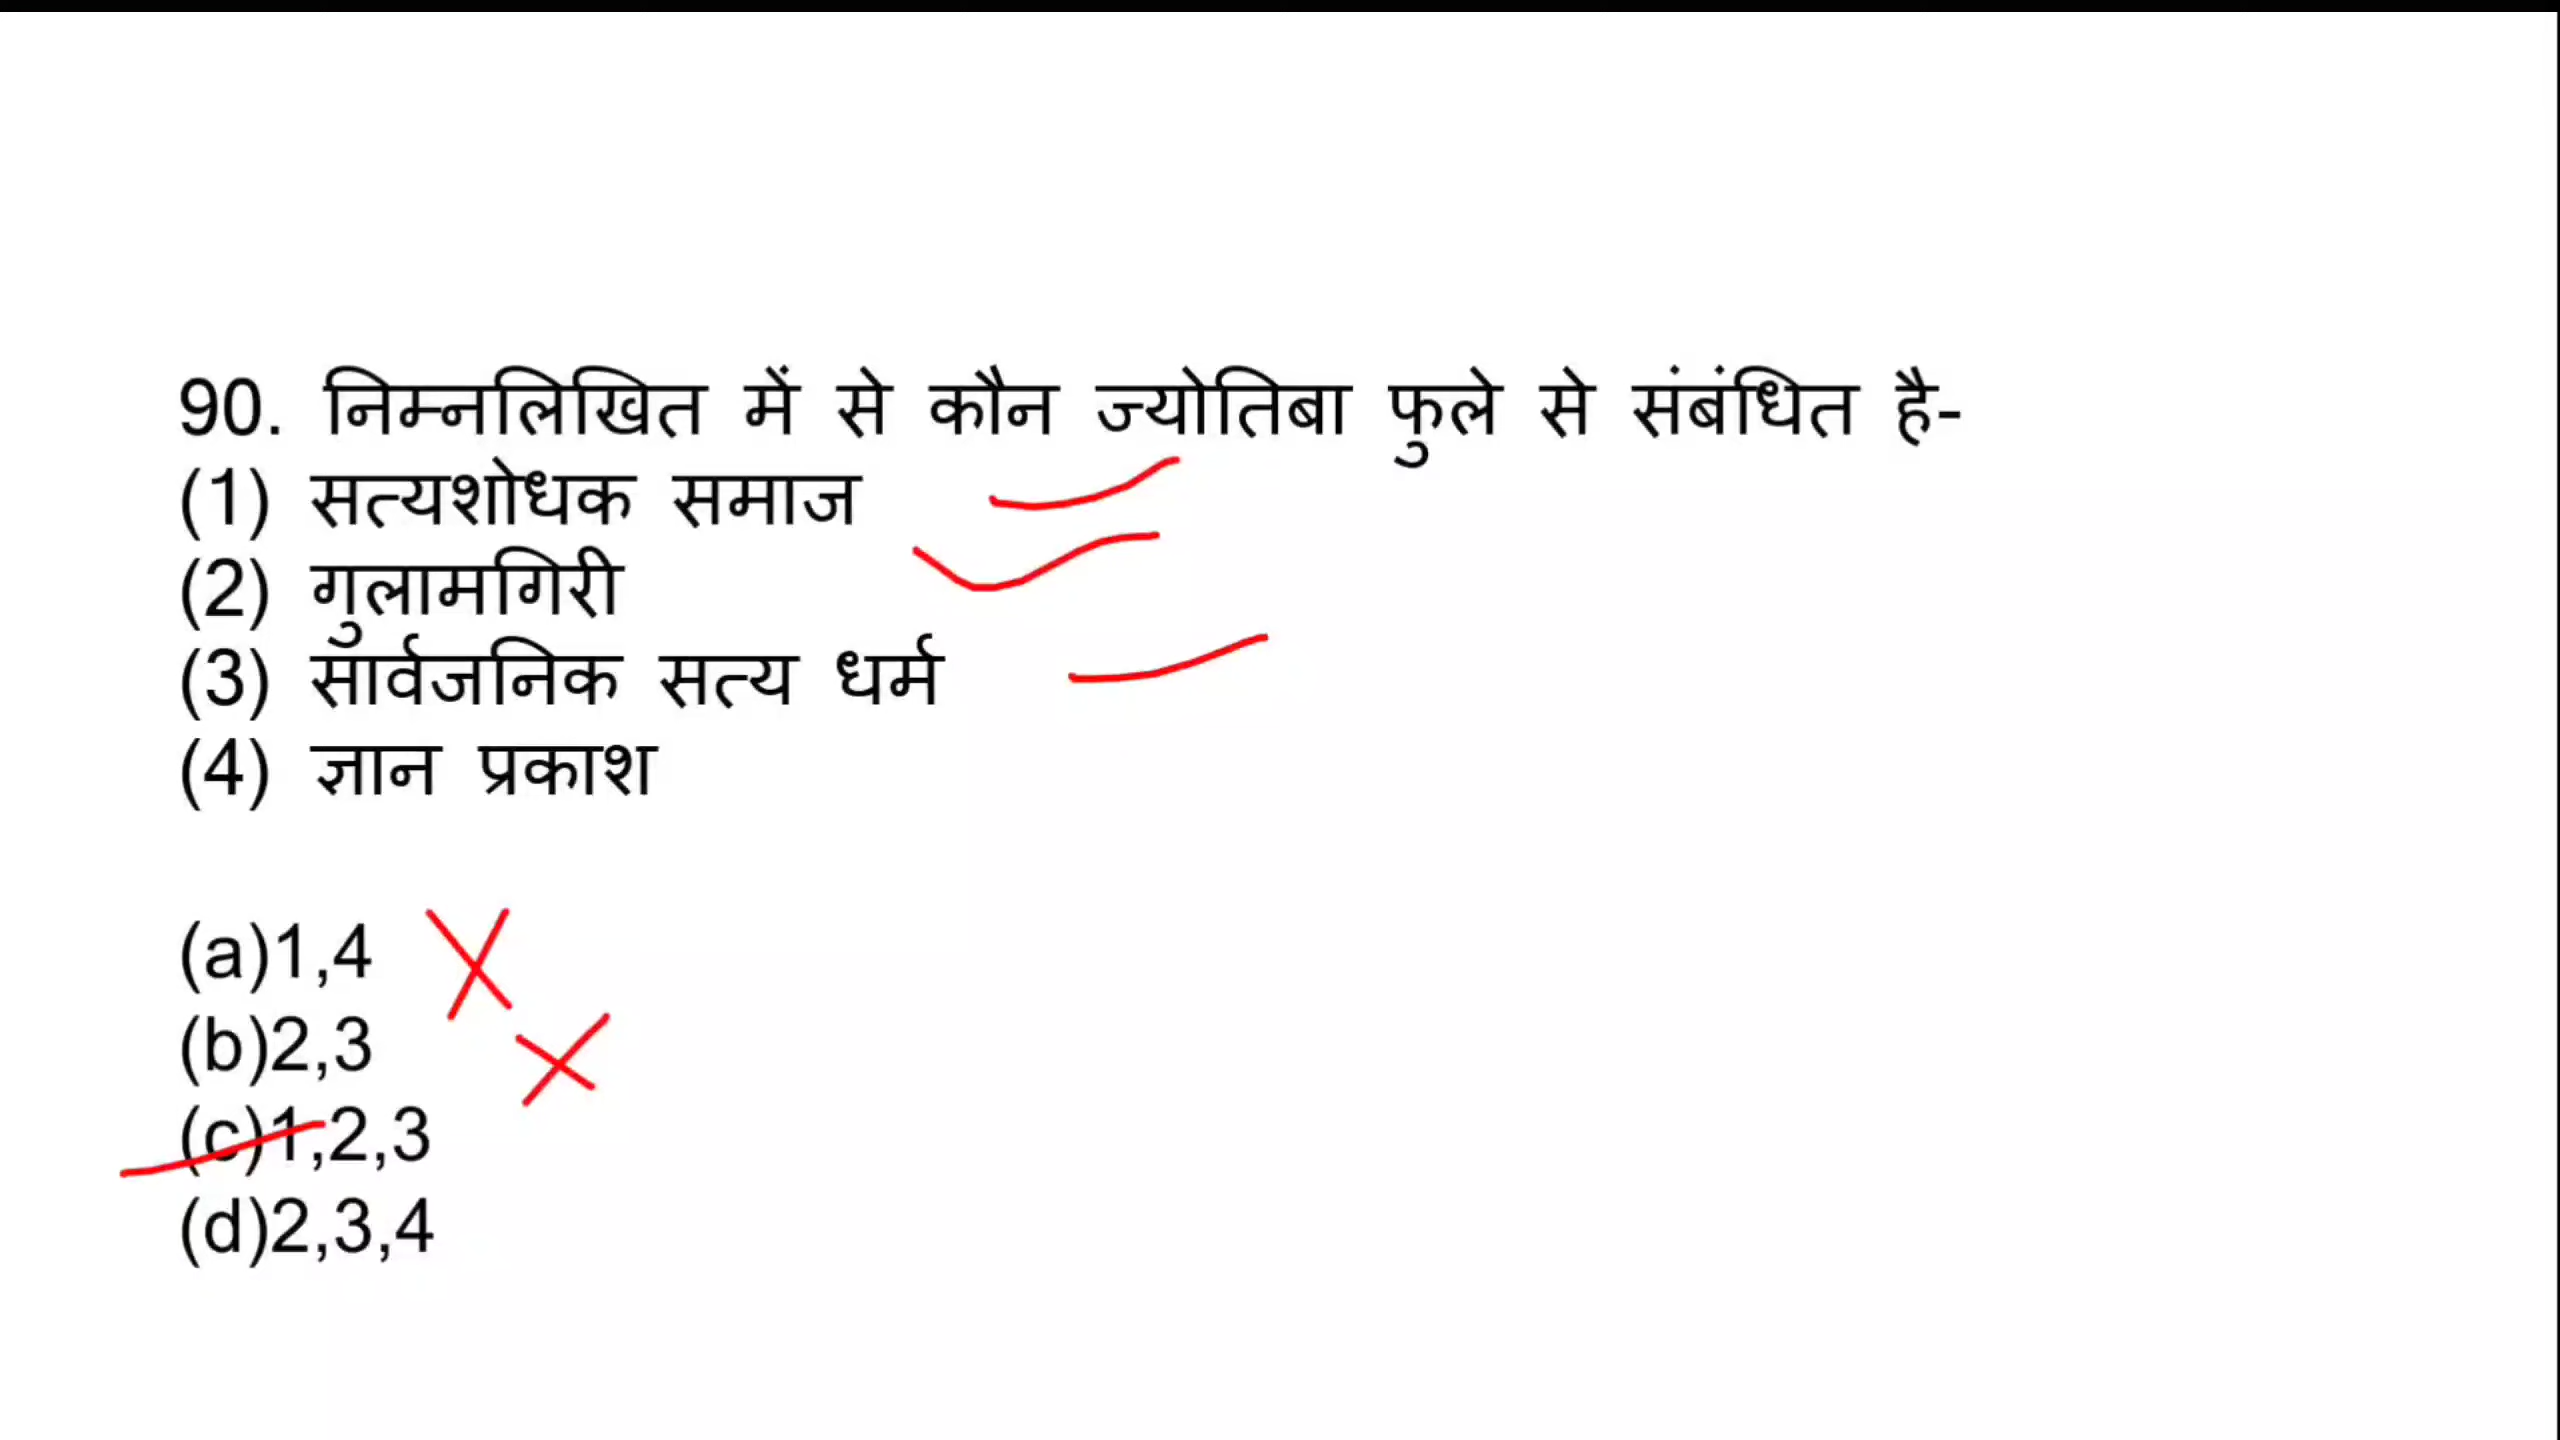 90. निम्नलिखित में से कौन ज्योतिबा फुले से संबंधित है-
(1) सत्यशोधक समाज
(2) गुलामगिरी
(3) सार्वजनिक सत्य धर्म
(4) ज्ञान प्रकाश
(a)1,4
(b)2,3
(c)1,2,3
(d)2,3,4